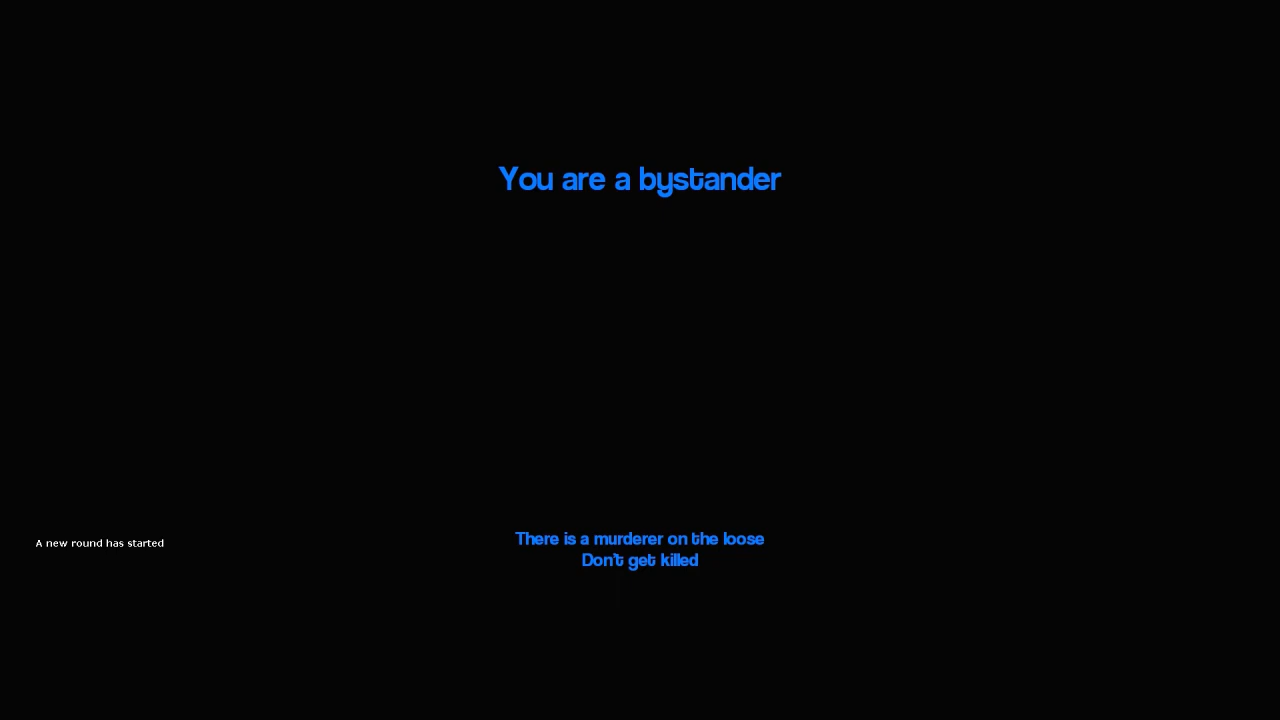 You are a bystander
There is a murderer on the loose
A new round has started
Don't get killed